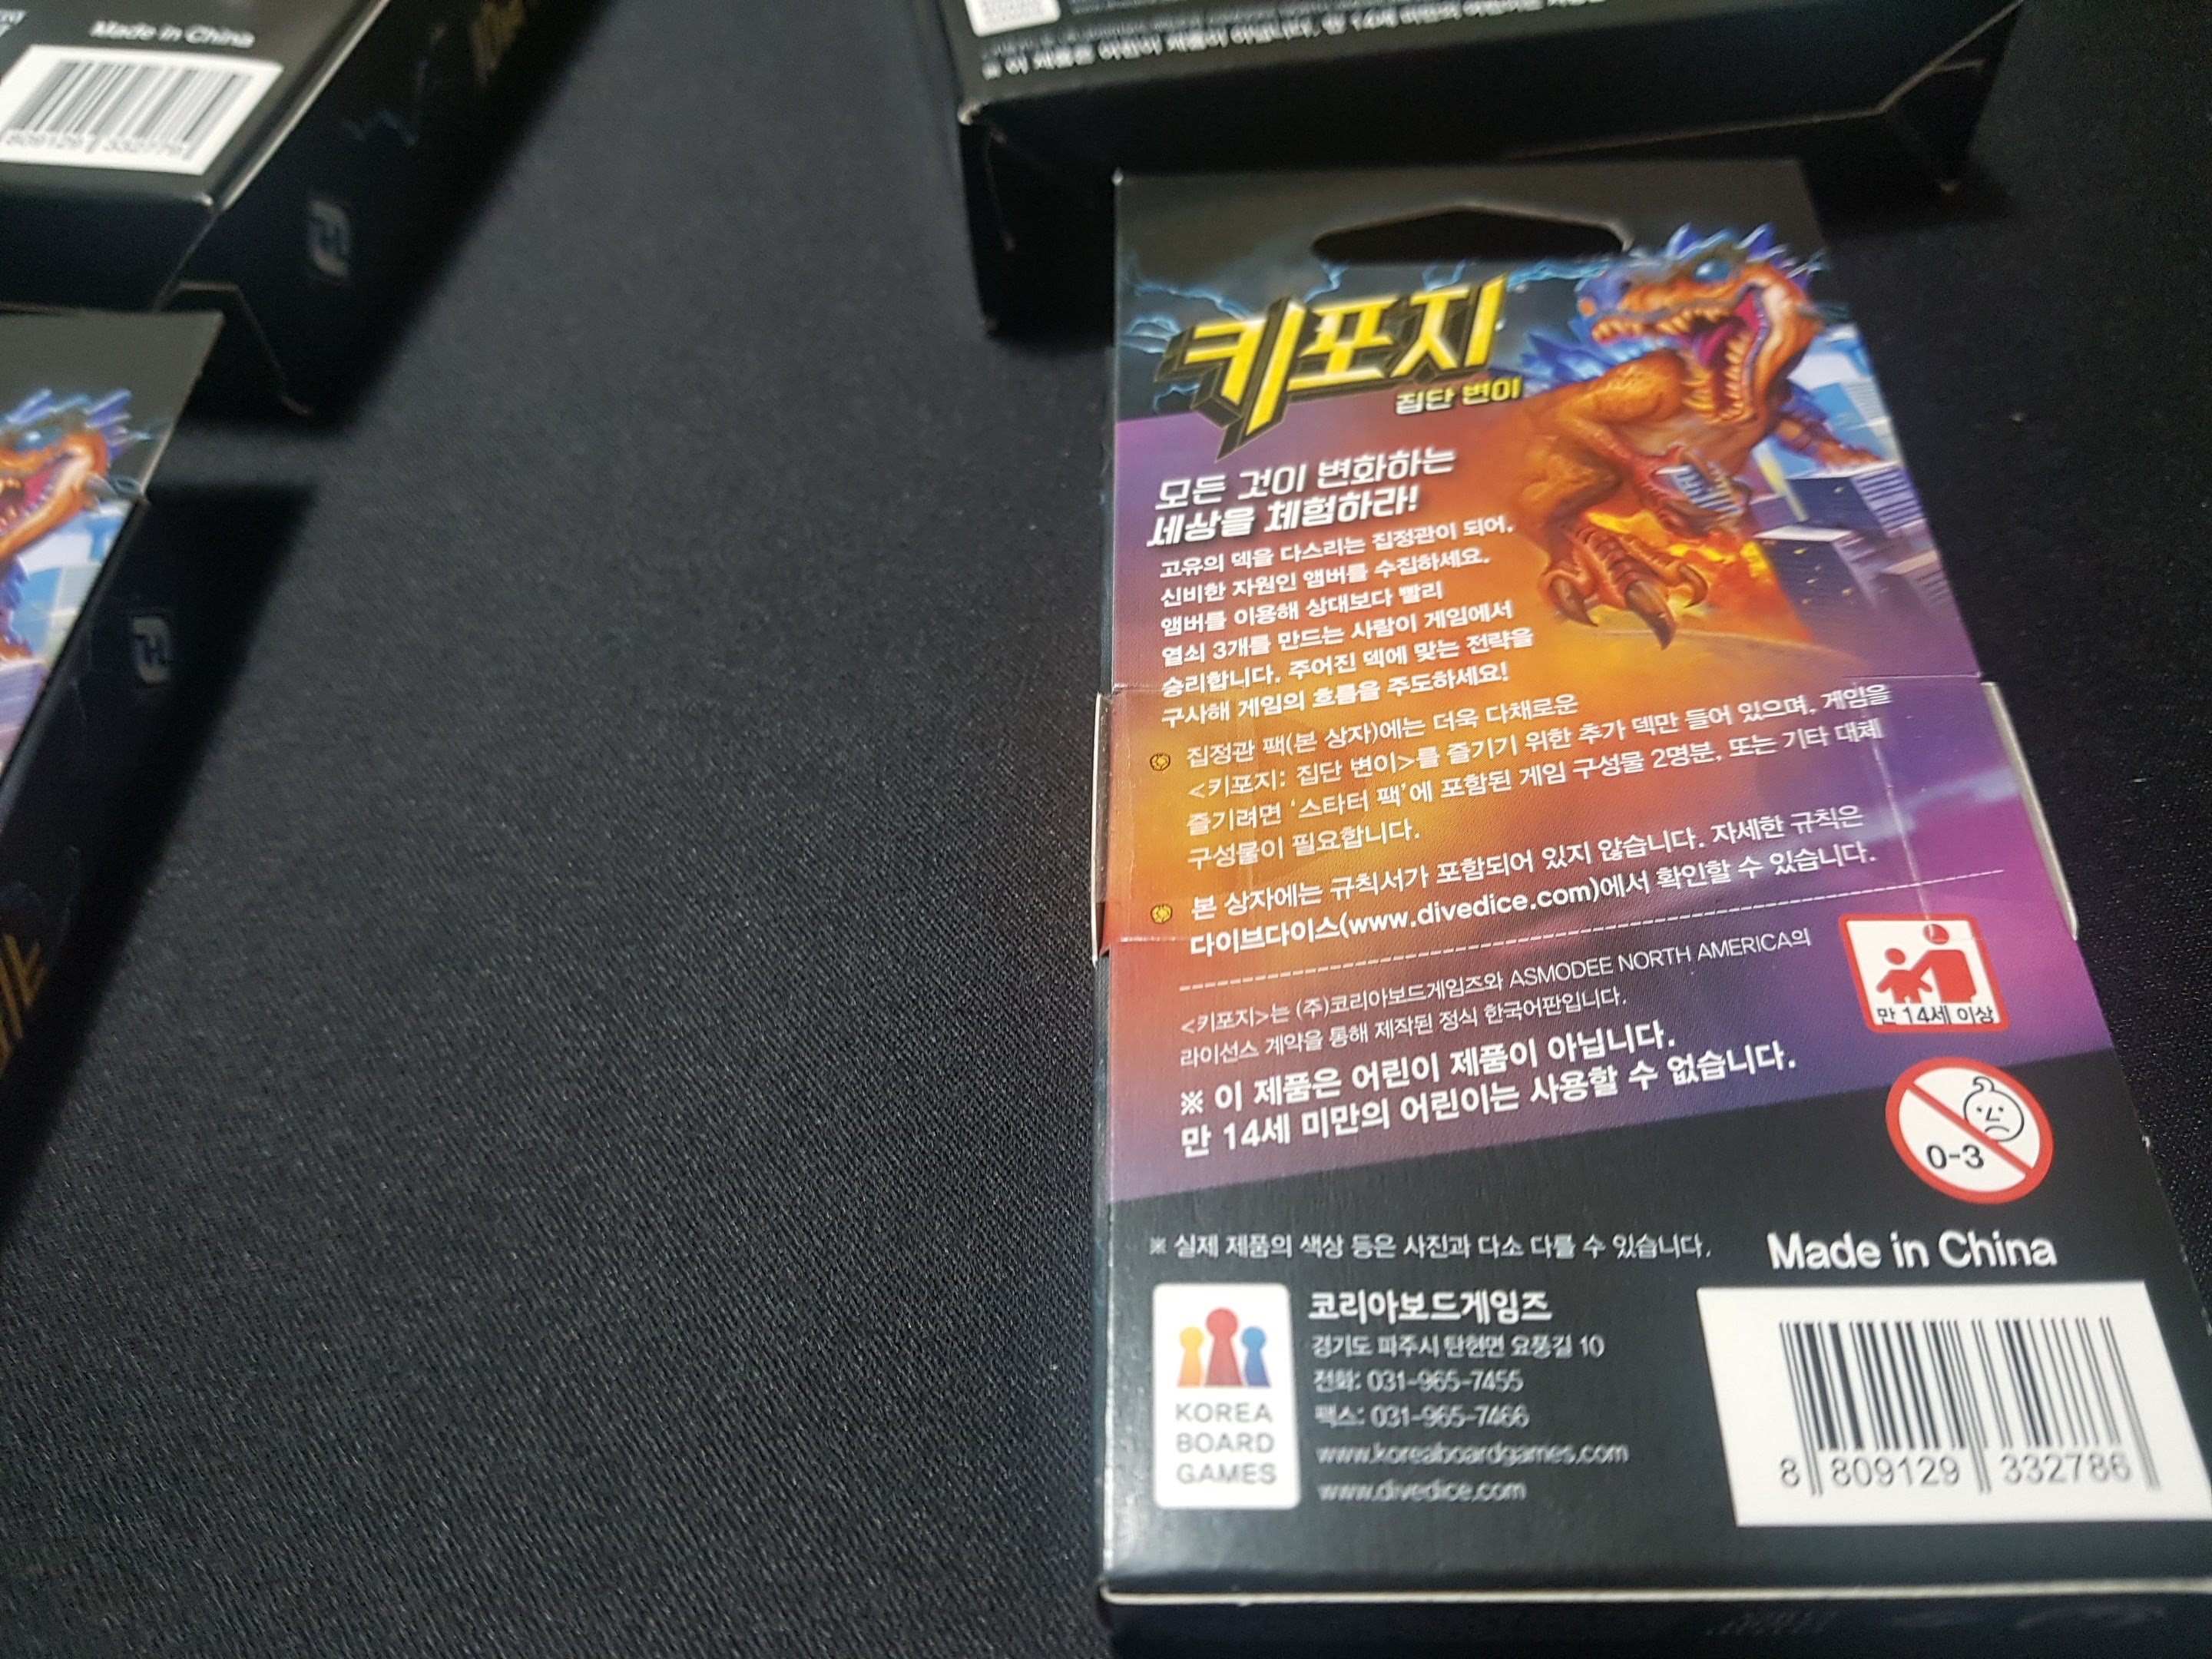 Made in China
키포지
집단 변이
모든 것이 변화하는
세상을 체험하라!
고유의 덱을 다스리는 집정관이 되어,
신비한 자원인 앰버를 수집하세요.
앰버를 이용해 상대보다 빨리
열쇠 3개를 만드는 사람이 게임에서
승리합니다. 주어진 덱에 맞는 전략을
구사해 게임의 흐름을 주도하세요!
집정관 팩(본 상자)에는 더욱 다채로운
<키포지: 집단 변이>를 즐기기 위한 추가 덱만 들어 있으며, 게임을
즐기려면 '스타터 팩'에 포함된 게임 구성물 2명분, 또는 기타 대체
구성물이 필요합니다.
본 상자에는 규칙서가 포함되어 있지 않습니다. 자세한 규칙은
다이브다이스(www.divedice.com)에서 확인할 수 있습니다.
<키포지>는 (주)코리아보드게임즈와 ASMODEE NORTH AMERICA의
라이선스 계약을 통해 제작된 정식 한국어판입니다.
※ 이 제품은 어린이 제품이 아닙니다.
만 14세 미만의 어린이는 사용할 수 없습니다.
만 14세 이상
0-3
※ 실제 제품의 색상 등은 사진과 다소 다를 수 있습니다.
Made in China
KOREA
BOARD
GAMES
코리아보드게임즈
경기도 파주시 탄현면 요풍길 10
전화: 031-965-7455
팩스: 031-965-7466
www.koreaboardgames.com
www.divedice.com
8 809129 332786